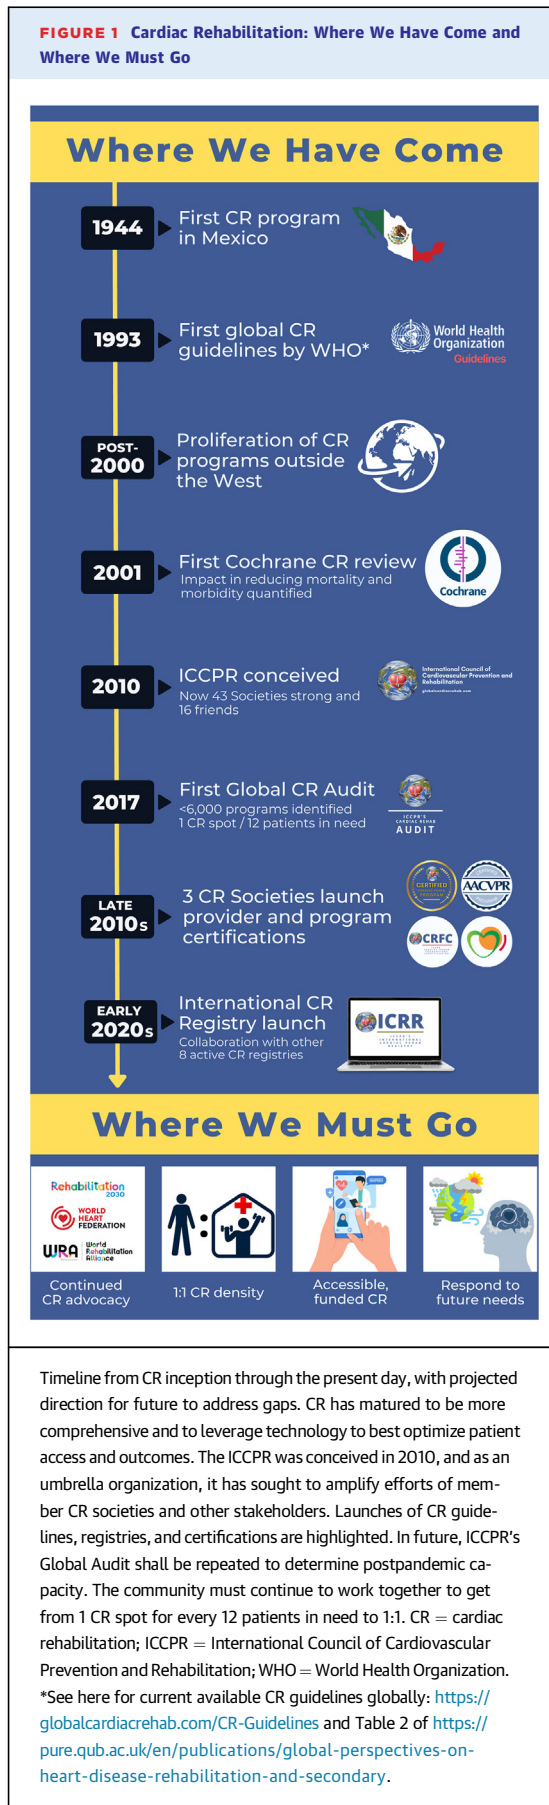 FIGURE 1 Cardiac Rehabilitation: Where We Have Come and
Where We Must Go
Where We Have Come
1944
First CR program
in Mexico
1993
First global CR
guidelines by WHO*
World Health
Organization
Guidelines
POST-
2000
Proliferation of CR
programs outside
the West
2001
First Cochrane CR review
Impact in reducing mortality and
morbidity quantified
Cochrane
2010
ICCPR conceived
Now 43 Societies strong and
16 friends
International Council of
Cardiovascular Prevention and
Rehabilitation
globalcardiacrehab.com
2017
First Global CR Audit
<6,000 programs identified
1 CR spot / 12 patients in need
ICCPR'S
CARDIAC REHAB
AUDIT
LATE
2010s
3 CR Societies launch
provider and program
certifications
CERTIFIED
AACVPR
CRFC
EARLY
2020s
International CR
Registry launch
Collaboration with other
8 active CR registries
ICRR
ICCPR'S
INTERNATIONAL
CARDIAC REHAB
REGISTRY
Where We Must Go
Rehabilitation
2030
WORLD
HEART
FEDERATION
WRA
World
Rehabilitation
Alliance
Continued
CR advocacy
1:1 CR density
Accessible,
funded CR
Respond to
future needs
Timeline from CR inception through the present day, with projected
direction for future to address gaps. CR has matured to be more
comprehensive and to leverage technology to best optimize patient
access and outcomes. The ICCPR was conceived in 2010, and as an
umbrella organization, it has sought to amplify efforts of mem-
ber CR societies and other stakeholders. Launches of CR guide-
lines, registries, and certifications are highlighted. In future, ICCPR's
Global Audit shall be repeated to determine postpandemic ca-
pacity. The community must continue to work together to get
from 1 CR spot for every 12 patients in need to 1:1. CR = cardiac
rehabilitation; ICCPR = International Council of Cardiovascular
Prevention and Rehabilitation; WHO = World Health Organization.
*See here for current available CR guidelines globally: https://
globalcardiacrehab.com/CR-Guidelines and Table 2 of https://
pure.qub.ac.uk/en/publications/global-perspectives-on-
heart-disease-rehabilitation-and-secondary.